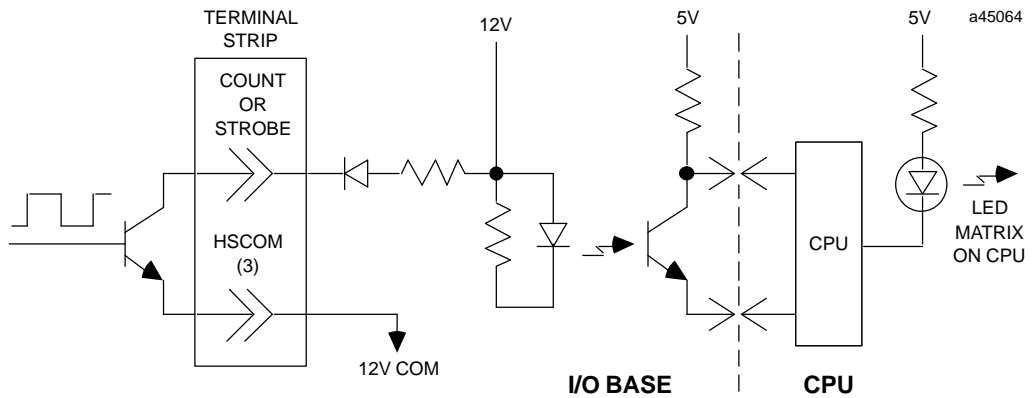 TERMINAL
STRIP
COUNT
OR
STROBE
HSCOM
(3)
12V
12V COM
5V
I/O BASE
CPU
CPU
5V
a45064
LED
MATRIX
ON CPU